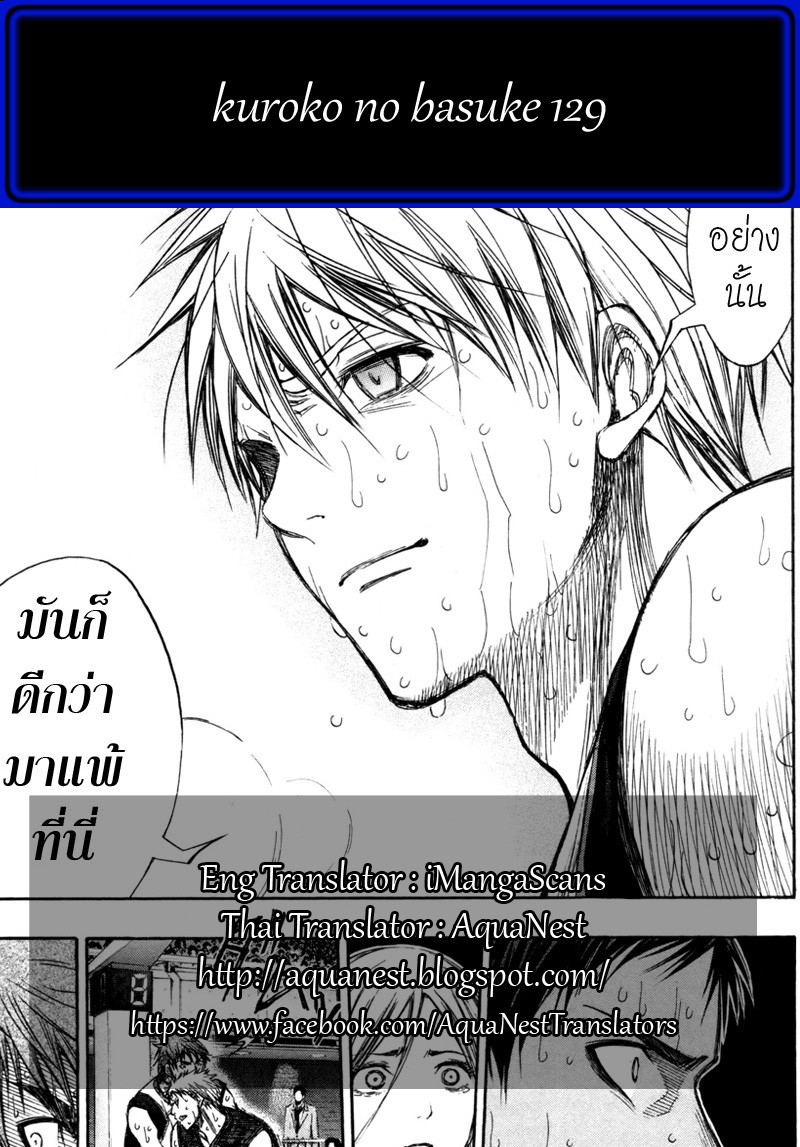 kuroko no basuke 129
อย่าง
นั้น
มันก็
ดีกว่า
มาแพ้
ที่นี่
Eng Translator : iMangaScans
Thai Translator : AquaNest
http://aquanest.blogspot.com/
https://www.facebook.com/AquaNestTranslators